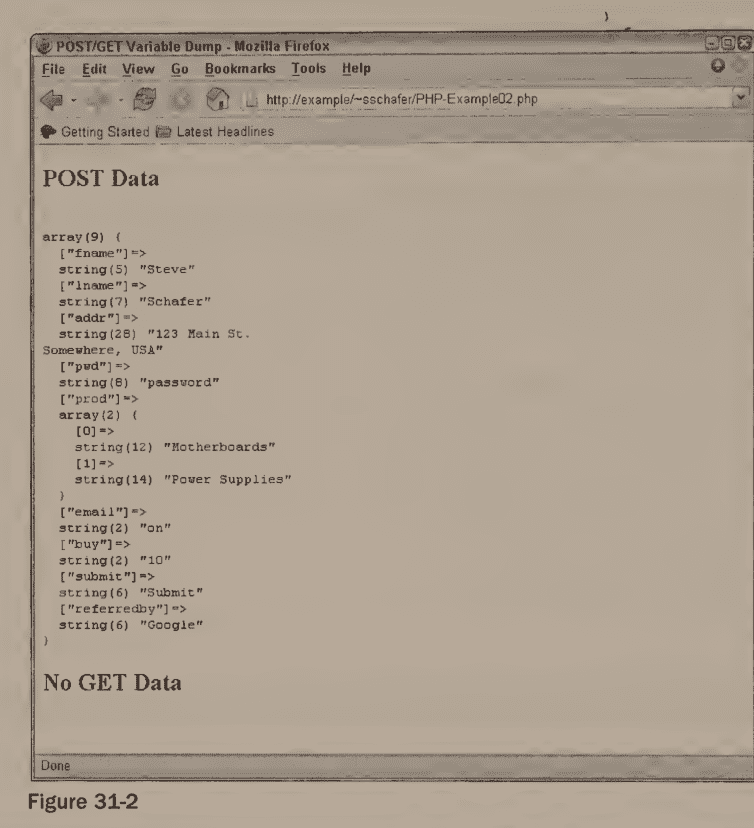 POST/GET Variable Dump - Mozilla Firefox
File Edit View Go Bookmarks Tools Help
http://example/~sschafer/PHP-Example02.php
Getting Started Latest Headlines
POST Data
array(9) {
["fname"]=>
string(5) "Steve"
["lname"]=>
string(7) "Schafer"
["addr"]=>
string(28) "123 Main St.
Somewhere, USA"
["pwd"]=>
string(8) "password"
["prod"]=>
array(2) {
[0]=>
string(12) "Motherboards"
[1]=>
string(14) "Power Supplies"
}
["email"]=>
string(2) "on"
["buy"]=>
string(2) "10"
["submit"]=>
string(6) "Submit"
["referredby"]=>
string(6) "Google"
}
No GET Data
Done
Figure 31-2